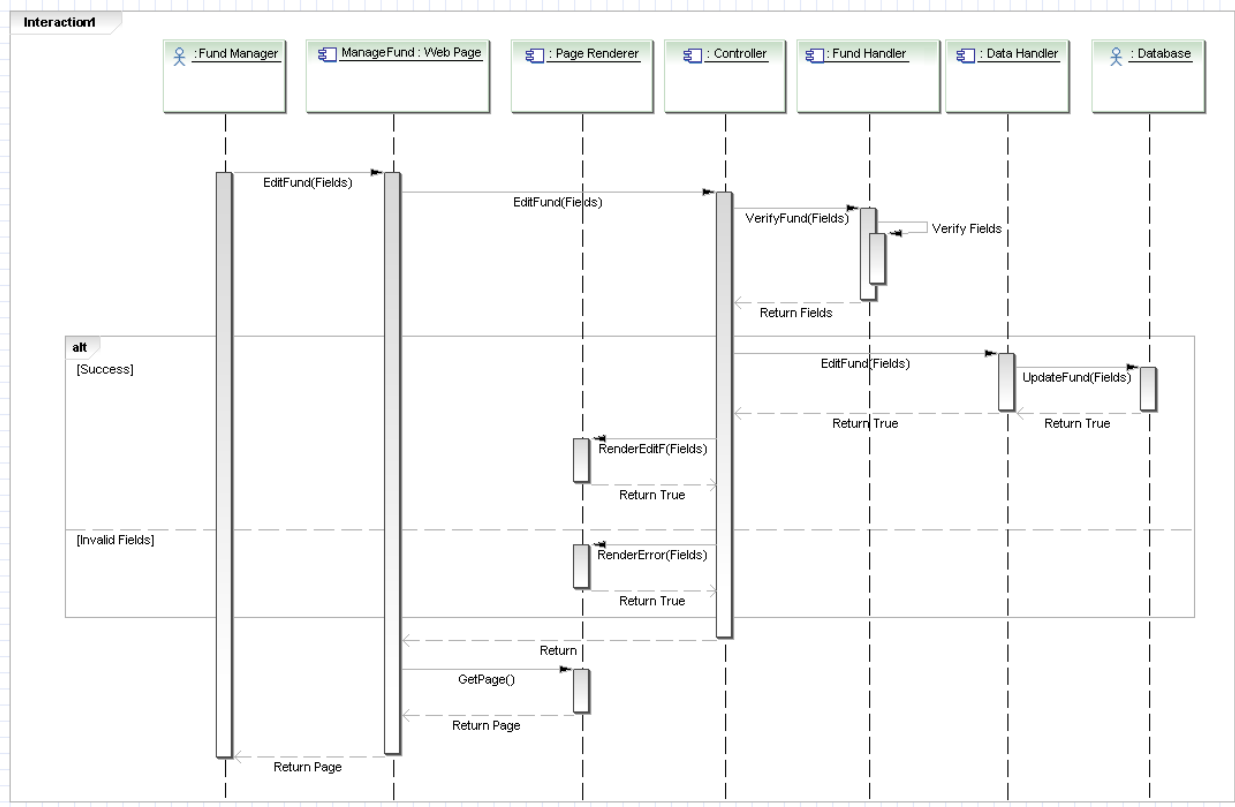 Interaction1
: Fund Manager
ManageFund : Web Page
: Page Renderer
: Controller
: Fund Handler
: Data Handler
: Database
EditFund(Fields)
EditFund(Fields)
VerifyFund(Fields)
Verify Fields
Return Fields
alt
[Success]
EditFund(Fields)
UpdateFund(Fields)
Return True
Return True
RenderEditF(Fields)
Return True
[Invalid Fields]
RenderError(Fields)
Return True
Return
GetPage()
Return Page
Return Page